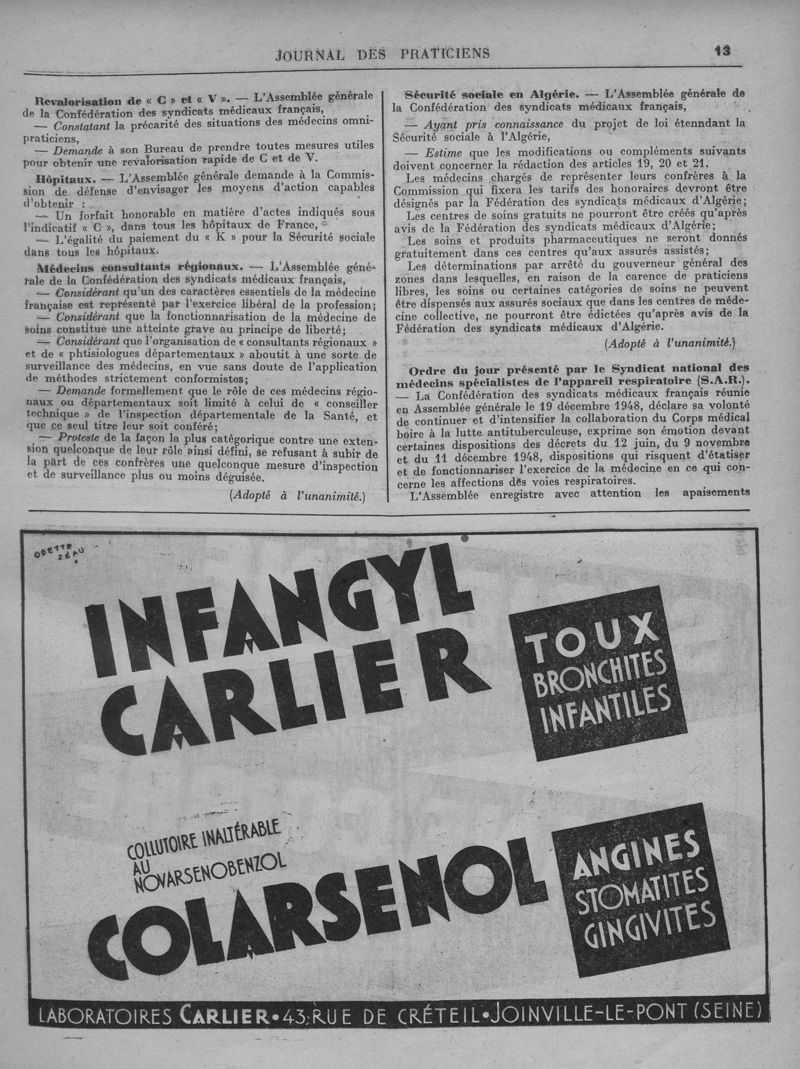 JOURNAL DES PRATICIENS
13
Revalorisation de « C » et « V ». — L'Assemblée générale
de la Confédération des syndicats médicaux français,
— Constatant la précarité des situations des médecins omni-
praticiens,
— Demande à son Bureau de prendre toutes mesures utiles
pour obtenir une revalorisation rapide de C et de V.
Hôpitaux. — L'Assemblée générale demande à la Commis-
sion de défense d'envisager les moyens d'action capables
d'obtenir :
— Un forfait honorable en matière d'actes indiqués sous
l'indicatif « C », dans tous les hôpitaux de France,
— L'égalité du paiement du « K » pour la Sécurité sociale
dans tous les hôpitaux.
Médecins consultants régionaux. — L'Assemblée géné-
rale de la Confédération des syndicats médicaux français,
— Considérant qu'un des caractères essentiels de la médecine
française est représenté par l'exercice libéral de la profession;
— Considérant que la fonctionnarisation de la médecine de
soins constitue une atteinte grave au principe de liberté;
— Considérant que l'organisation de « consultants régionaux »
et de « phtisiologues départementaux » aboutit à une sorte de
surveillance des médecins, en vue sans doute de l'application
de méthodes strictement conformistes;
— Demande formellement que le rôle de ces médecins régio-
naux ou départementaux soit limité à celui de « conseiller
technique » de l'inspection départementale de la Santé, et
que ce seul titre leur soit conféré;
— Proteste de la façon la plus catégorique contre une exten-
sion quelconque de leur rôle ainsi défini, se refusant à subir de
la part de ces confrères une quelconque mesure d'inspection
et de surveillance plus ou moins déguisée.
(Adopté à l'unanimité.)
Sécurité sociale en Algérie. — L'Assemblée générale de
la Confédération des syndicats médicaux français,
— Ayant pris connaissance du projet de loi étenndant la
Sécurité sociale à l'Algérie,
— Estime que les modifications ou compléments suivants
doivent concerner la rédaction des articles 19, 20 et 21.
Les médecins chargés de représenter leurs confrères à la
Commission qui fixera les tarifs des honoraires devront être
désignés par la Fédération des syndicats médicaux d'Algérie;
Les centres de soins gratuits ne pourront être créés qu'après
avis de la Fédération des syndicats médicaux d'Algérie;
Les soins et produits pharmaceutiques ne seront donnés
gratuitement dans ces centres qu'aux assurés assistés;
Les déterminations par arrêté du gouverneur général des
zones dans lesquelles, en raison de la carence de praticiens
libres, les soins ou certaines catégories de soins ne peuvent
être dispensés aux assurés sociaux que dans les centres de méde-
cine collective, ne pourront être édictées qu'après avis de la
Fédération des syndicats médicaux d'Algérie.
(Adopté à l'unanimité.)
Ordre du jour présenté par le Syndicat national des
médecins spécialistes de l'appareil respiratoire (S.A.R.).
— La Confédération des syndicats médicaux français réunie
en Assemblée générale le 19 décembre 1948, déclare sa volonté
de continuer et d'intensifier la collaboration du Corps médical
boire à la lutte antituberculeuse, exprime son émotion devant
certaines dispositions des décrets du 12 juin, du 9 novembre
et du 11 décembre 1948, dispositions qui risquent d'étatiser
et de fonctionnariser l'exercice de la médecine en ce qui con-
cerne les affections des voies respiratoires.
L'Assemblée enregistre avec attention les apaisements
ODETTE
ZÉAU
INFANGYL
CARLIER
TOUX
BRONCHITES
INFANTILES
COLLUTOIRE INALTÉRABLE
AU
NOVARSENOBENZOL
COLARSENOL
ANGINES
STOMATITES
GINGIVITES
LABORATOIRES CARLIER • 43, RUE DE CRÉTEIL • JOINVILLE-LE-PONT (SEINE)